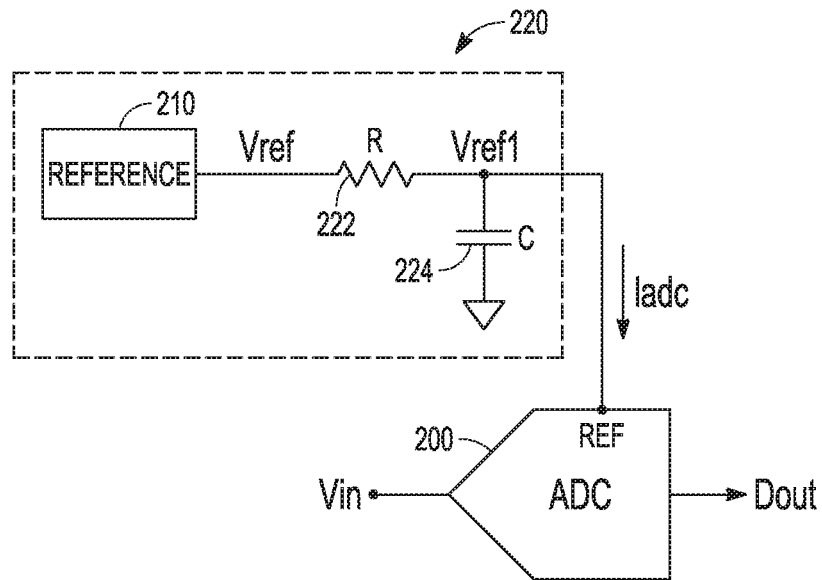 220
210
REFERENCE
Vref
R
Vref1
222
224
C
Iadc
200
REF
Vin
ADC
Dout